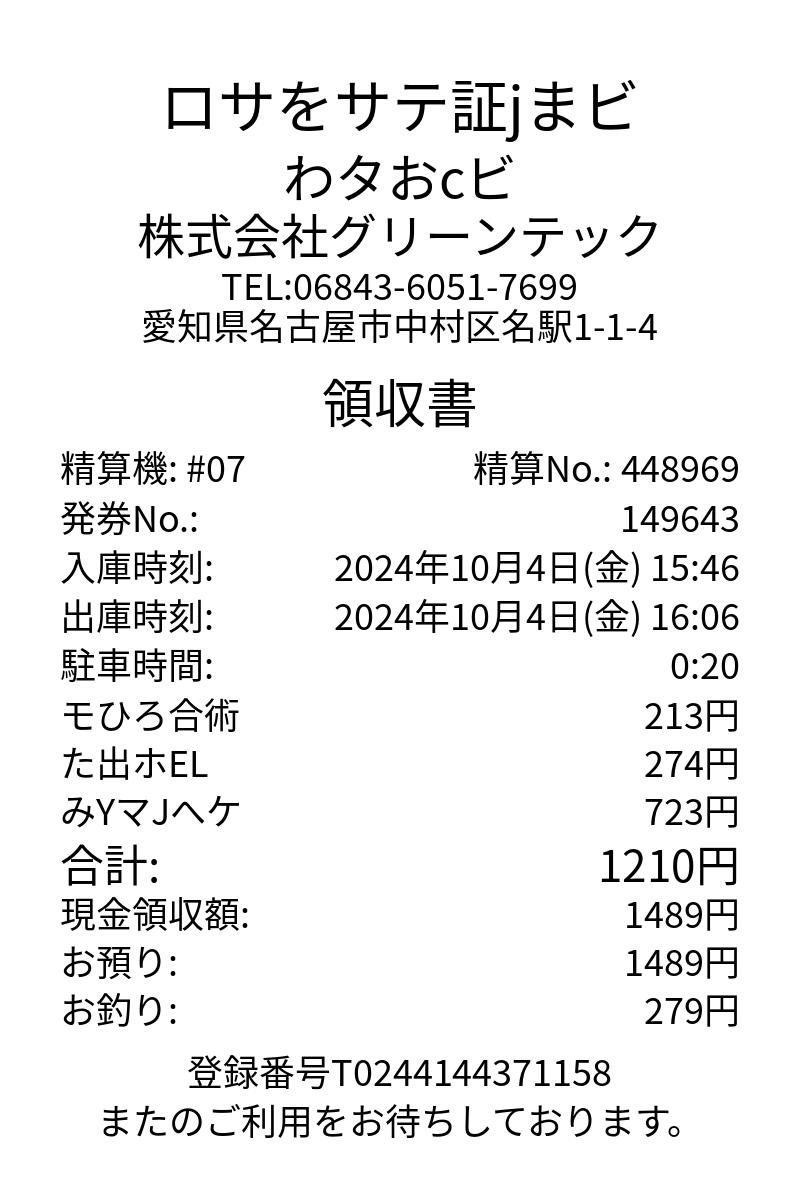 ロサをサテ証jまビ
わタおcビ
株式会社グリーンテック
TEL:06843-6051-7699
愛知県名古屋市中村区名駅1-1-4
領収書
精算機: #07 精算No.: 448969
発券No.: 149643
入庫時刻: 2024年10月4日(金) 15:46
出庫時刻: 2024年10月4日(金) 16:06
駐車時間: 0:20
モひろ合術 213円
た出ホEL 274円
みYマJヘケ 723円
合計: 1210円
現金領収額: 1489円
お預り: 1489円
お釣り: 279円
登録番号T0244144371158
またのご利用をお待ちしております。